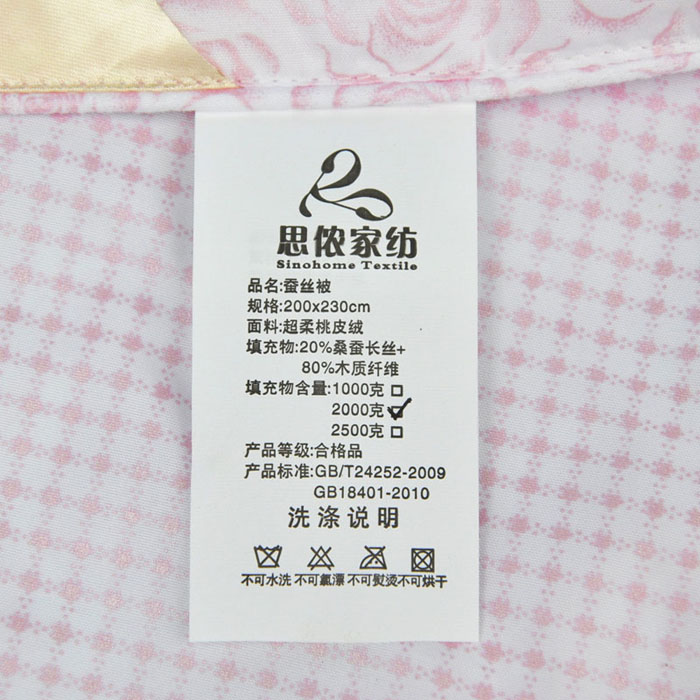 思侬家纺
Sinohome Textile
品名:蚕丝被
规格:200x230cm
面料:超柔桃皮绒
填充物:20%桑蚕长丝+
80%木质纤维
填充物含量:1000克
2000克
2500克
产品等级:合格品
产品标准:GB/T24252-2009
GB18401-2010
洗涤说明
不可水洗 不可氯漂 不可熨烫 不可烘干